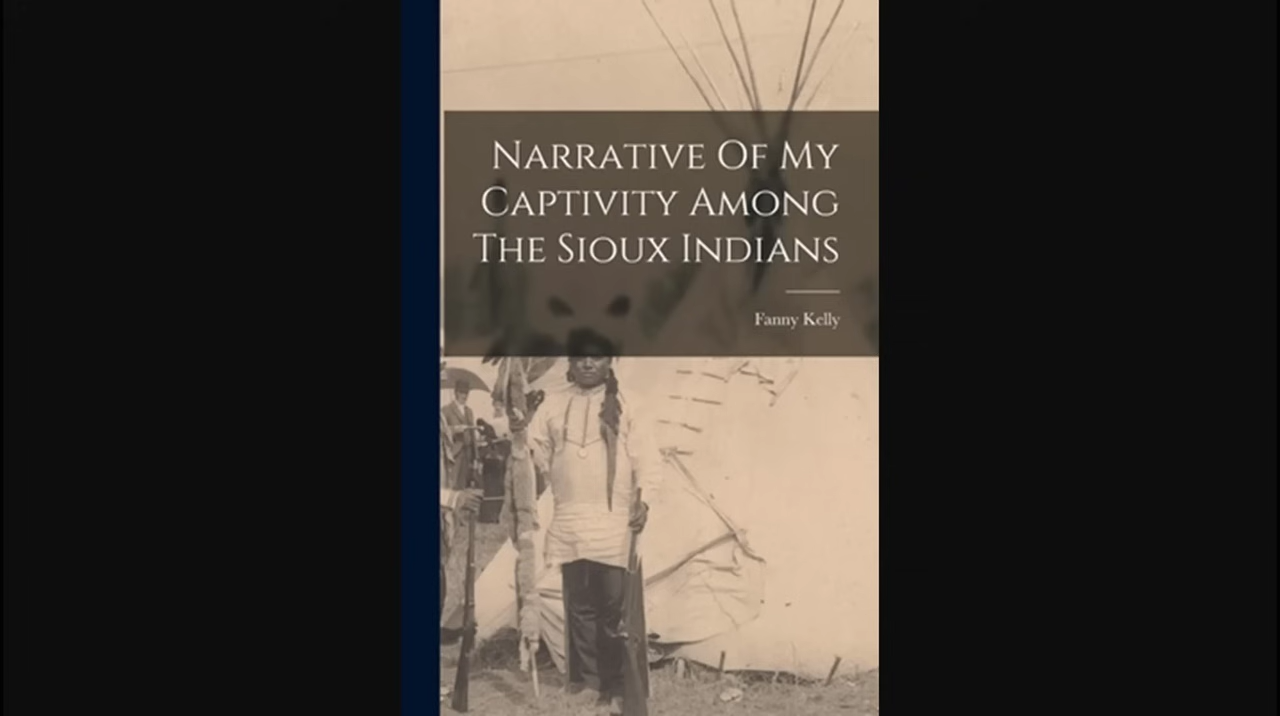 Narrative Of My
Captivity Among
The Sioux Indians
Fanny Kelly